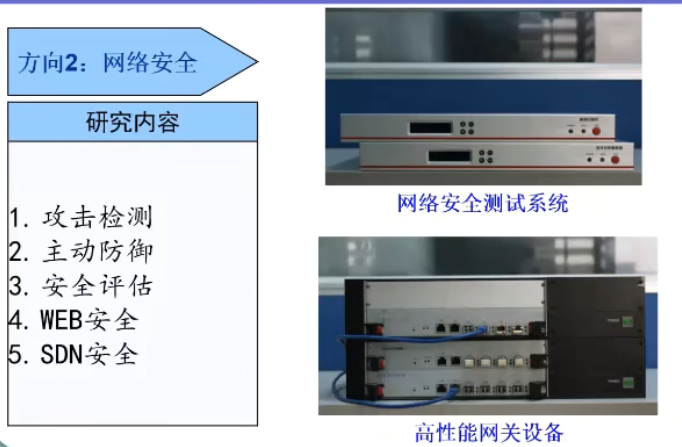 方向2：网络安全
研究内容
1. 攻击检测
2. 主动防御
3. 安全评估
4. WEB安全
5. SDN安全
网络安全测试系统
高性能网关设备